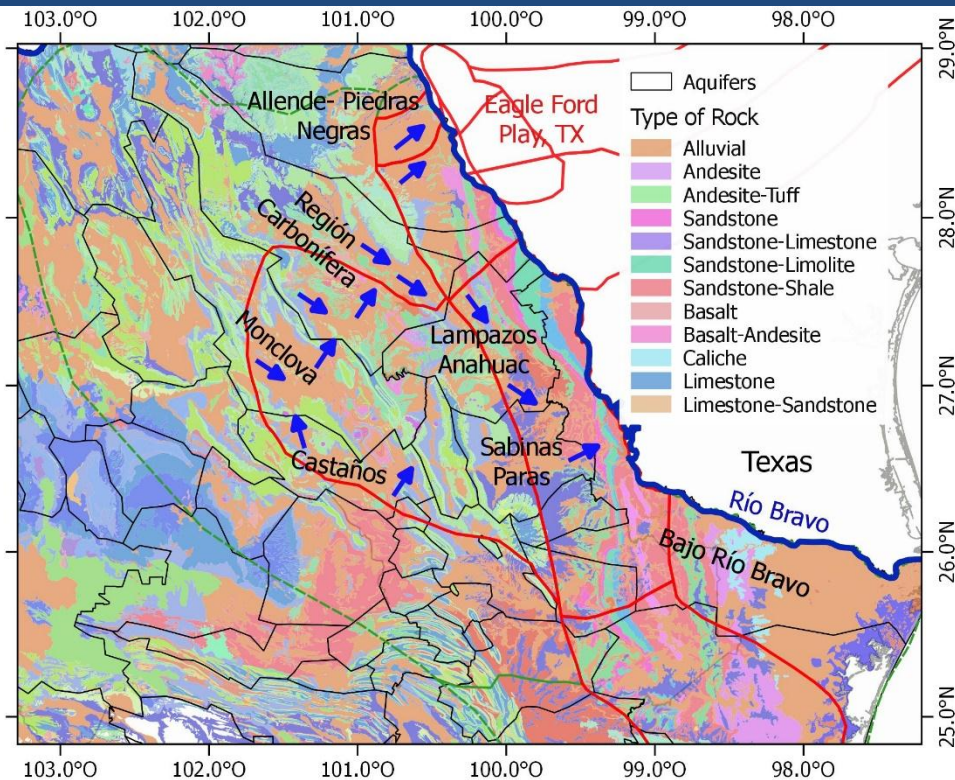 103.0°O
102.0°O
101.0°O
100.0°O
99.0°O
98.0°O
29.0°N
28.0°N
27.0°N
26.0°N
25.0°N
Allende- Piedras
Negras
Eagle Ford
Play, TX
Aquifers
Type of Rock
Alluvial
Andesite
Andesite-Tuff
Sandstone
Sandstone-Limestone
Sandstone-Limolite
Sandstone-Shale
Basalt
Basalt-Andesite
Caliche
Limestone
Limestone-Sandstone
Región
Carbonífera
Monclova
Lampazos
Anahuac
Castaños
Sabinas
Paras
Texas
Río Bravo
Bajo Río Bravo
103.0°O
102.0°O
101.0°O
100.0°O
99.0°O
98.0°O